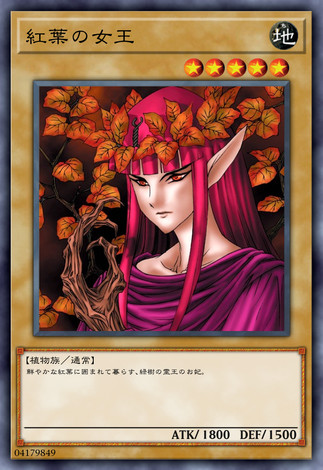 紅葉の女王
地
【植物族／通常】
鮮やかな紅葉に囲まれて暮らす、緑樹の霊王のお妃。
ATK/1800 DEF/1500
04179849